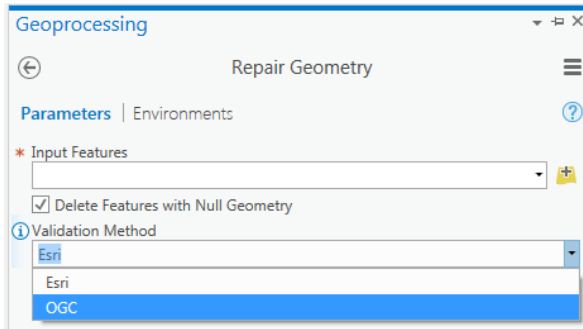 Geoprocessing
Repair Geometry
Parameters | Environments
* Input Features
Delete Features with Null Geometry
Validation Method
Esri
Esri
OGC